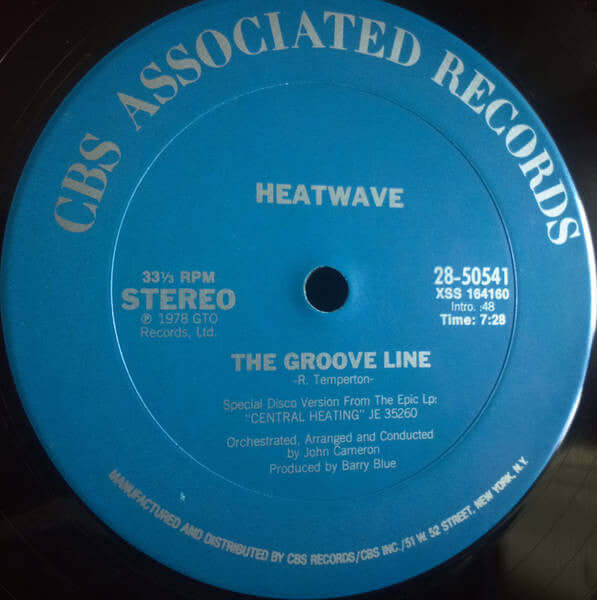 CBS ASSOCIATED RECORDS
HEATWAVE
33⅓ RPM
STEREO
℗ 1978 GTO
Records, Ltd.
28-50541
XSS 164160
Intro. :48
Time: 7:28
THE GROOVE LINE
-R. Temperton-
Special Disco Version From The Epic Lp:
"CENTRAL HEATING" JE 35260
Orchestrated, Arranged and Conducted
by John Cameron
Produced by Barry Blue
MANUFACTURED AND DISTRIBUTED BY CBS RECORDS/CBS INC./51 W. 52 STREET, NEW YORK, N.Y.